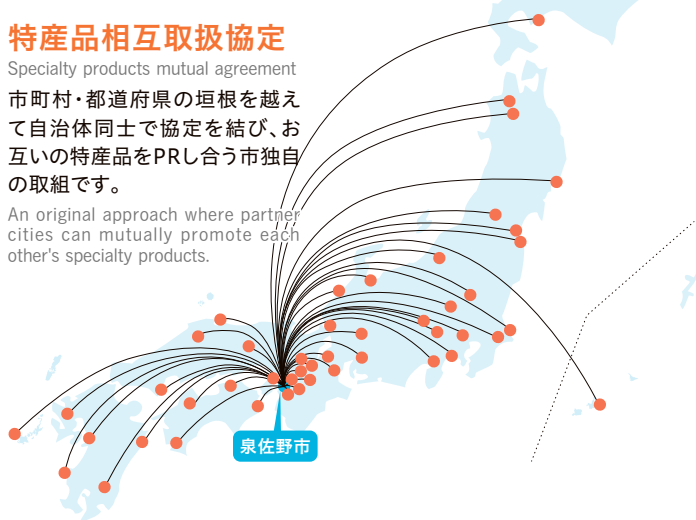 特産品相互取扱協定
Specialty products mutual agreement
市町村・都道府県の垣根を越え
て自治体同士で協定を結び、お
互いの特産品をPRし合う市独自
の取組です。
An original approach where partner
cities can mutually promote each
other's specialty products.
泉佐野市